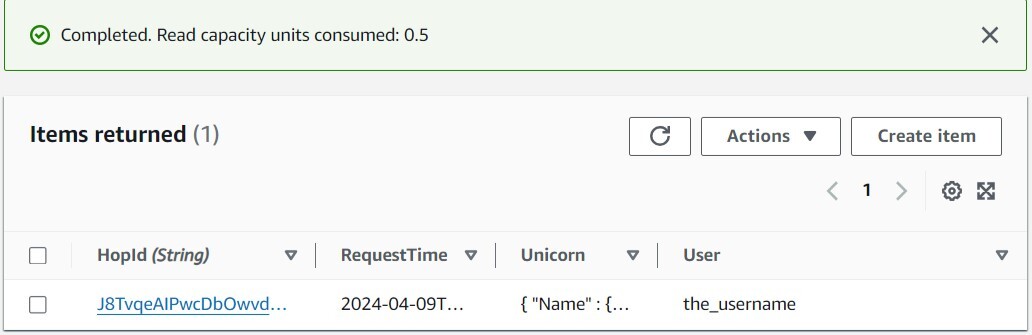 Completed. Read capacity units consumed: 0.5
Items returned (1)
Actions
Create item
1
HopId (String) RequestTime Unicorn User
J8TvqeAIPwcDbOwvd... 2024-04-09T... { "Name" : {... the_username